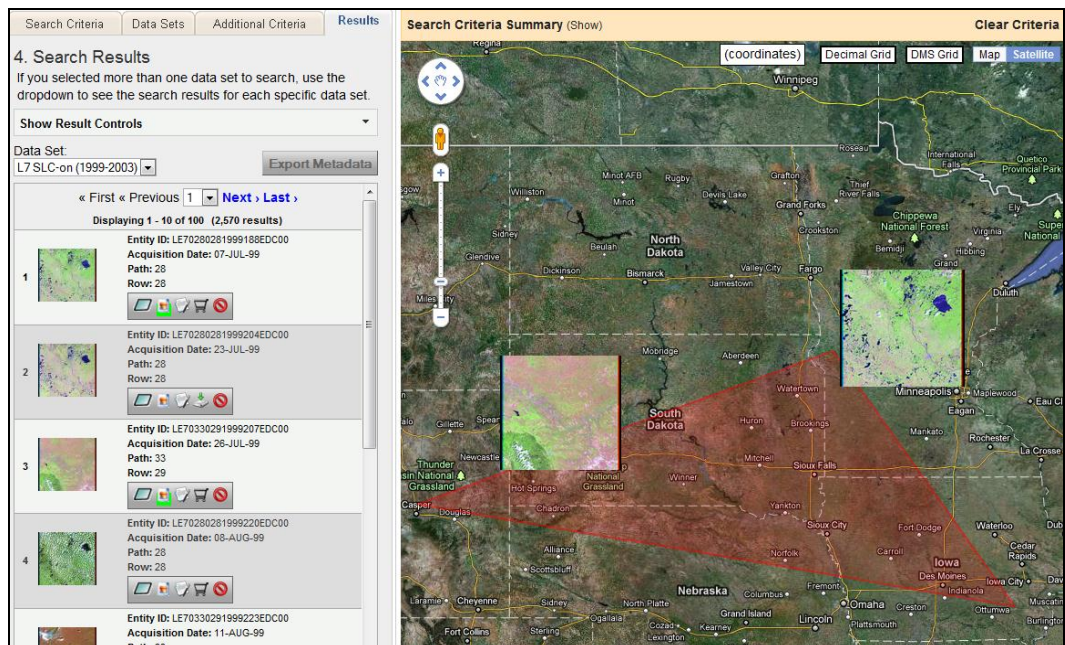 Search Criteria
Data Sets
Additional Criteria
Results
4. Search Results
If you selected more than one data set to search, use the
dropdown to see the search results for each specific data set.
Show Result Controls
Data Set:
L7 SLC-on (1999-2003)
Export Metadata
« First « Previous 1 Next › Last ›
Displaying 1 - 10 of 100 (2,570 results)
1
Entity ID: LE70280281999188EDC00
Acquisition Date: 07-JUL-99
Path: 28
Row: 28
2
Entity ID: LE70280281999204EDC00
Acquisition Date: 23-JUL-99
Path: 28
Row: 28
3
Entity ID: LE70330291999207EDC00
Acquisition Date: 26-JUL-99
Path: 33
Row: 29
4
Entity ID: LE70280281999220EDC00
Acquisition Date: 08-AUG-99
Path: 28
Row: 28
Entity ID: LE70330291999223EDC00
Acquisition Date: 11-AUG-99
Search Criteria Summary (Show)
Clear Criteria
(coordinates)
Decimal Grid
DMS Grid
Map
Satellite
Regina
Winnipeg
Roseau
International
Falls
Quetico
Provincial Park
Minot AFB
Rugby
Grafton
Williston
Minot
Devils Lake
Thief
River Falls
Grand Forks
Ely
Chippewa
National Forest
Sidney
Crookston
Virginia
Super
National
North
Dakota
Beulah
Bemidji
Hibbing
Grand
Glendive
Dickinson
Bismarck
Valley City
Fargo
Jamestown
Duluth
Miles City
Mobridge
Aberdeen
Watertown
Minneapolis
Maplewood
Eagan
Eau Cl
South
Dakota
Huron
Brookings
Gillette
Spear
Mankato
Rochester
La Crosse
Newcastle
Mitchell
Sioux Falls
Thunder
sin National
Grassland
Hot Springs
National
Grassland
Winner
Casper
Douglas
Chadron
Yankton
Sioux City
Fort Dodge
Waterloo
Dub
Alliance
Norfolk
Carroll
Cedar
Rapids
Scottsbluff
Iowa
Des Moines
Iowa City
Dav
Nebraska
Fremont
Indianola
Laramie
Cheyenne
Sidney
North Platte
Columbus
Omaha
Creston
Ottumwa
Muscatin
Ogallala
Grand Island
Lincoln
Plattsmouth
Burlington
Fort Collins
Sterling
Cozad
Kearney
Lexington